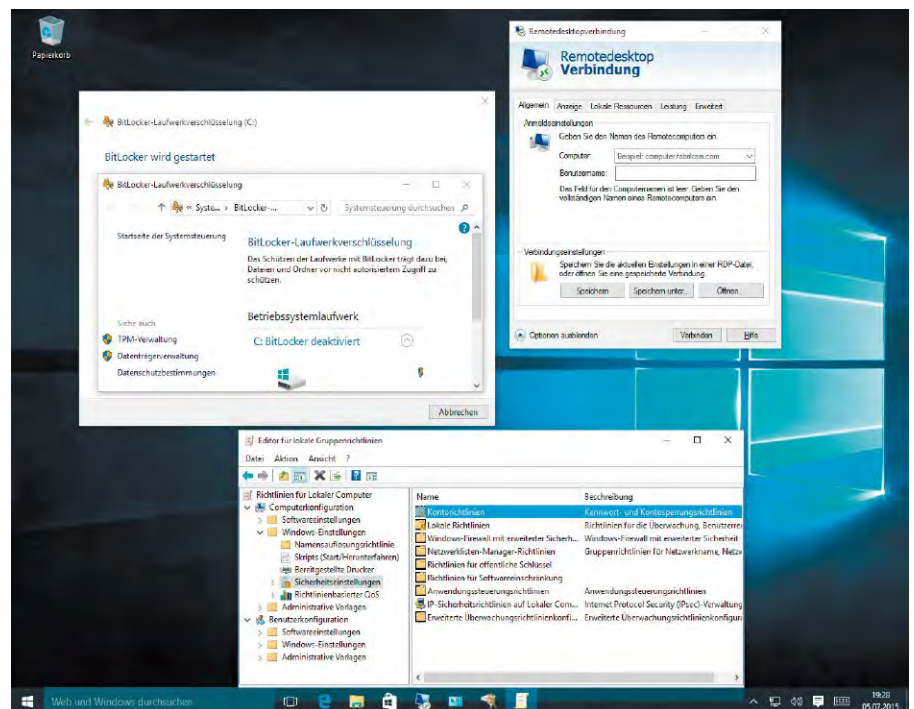 Papierkorb
BitLocker-Laufwerkverschlüsselung (C:)
BitLocker wird gestartet
BitLocker-Laufwerkverschlüsselung
« Syste... › BitLocker-...
Systemsteuerung durchsuchen
Startseite der Systemsteuerung
BitLocker-Laufwerkverschlüsselung
Das Schützen der Laufwerke mit BitLocker trägt dazu bei,
Dateien und Ordner vor nicht autorisiertem Zugriff zu
schützen.
Betriebssystemlaufwerk
C: BitLocker deaktiviert
Siehe auch
TPM-Verwaltung
Datenträgerverwaltung
Datenschutzbestimmungen
Abbrechen
Remotedesktopverbindung
Remotedesktop
Verbindung
Allgemein Anzeige Lokale Ressourcen Leistung Erweitert
Anmeldeeinstellungen
Geben Sie den Namen des Remotecomputers ein.
Computer: Beispiel: computer.fabrikam.com
Benutzername:
Das Feld für den Computernamen ist leer. Geben Sie den
vollständigen Namen eines Remotecomputers ein.
Verbindungseinstellungen
Speichern Sie die aktuellen Einstellungen in einer RDP-Datei,
oder öffnen Sie eine gespeicherte Verbindung.
Speichern Speichern unter... Öffnen...
Optionen ausblenden Verbinden Hilfe
Editor für lokale Gruppenrichtlinien
Datei Aktion Ansicht ?
Richtlinien für Lokaler Computer
Computerkonfiguration
Softwareeinstellungen
Windows-Einstellungen
Namensauflösungsrichtlinie
Skripts (Start/Herunterfahren)
Bereitgestellte Drucker
Sicherheitseinstellungen
Richtlinienbasierter QoS
Administrative Vorlagen
Benutzerkonfiguration
Softwareeinstellungen
Windows-Einstellungen
Administrative Vorlagen
Name Beschreibung
Kontorichtlinien Kennwort- und Kontosperrungsrichtlinien
Lokale Richtlinien Richtlinien für die Überwachung, Benutzerrec
Windows-Firewall mit erweiterter Sicherh... Windows-Firewall mit erweiterter Sicherheit
Netzwerklisten-Manager-Richtlinien Gruppenrichtlinien für Netzwerkname, Netzw
Richtlinien für öffentliche Schlüssel
Richtlinien für Softwareeinschränkung
Anwendungssteuerungsrichtlinien Anwendungssteuerungsrichtlinien
IP-Sicherheitsrichtlinien auf Lokaler Com... Internet Protocol Security (IPsec)-Verwaltung
Erweiterte Überwachungsrichtlinienkonfi... Erweiterte Überwachungsrichtlinienkonfigura
Web und Windows durchsuchen
19:28
05.07.2015